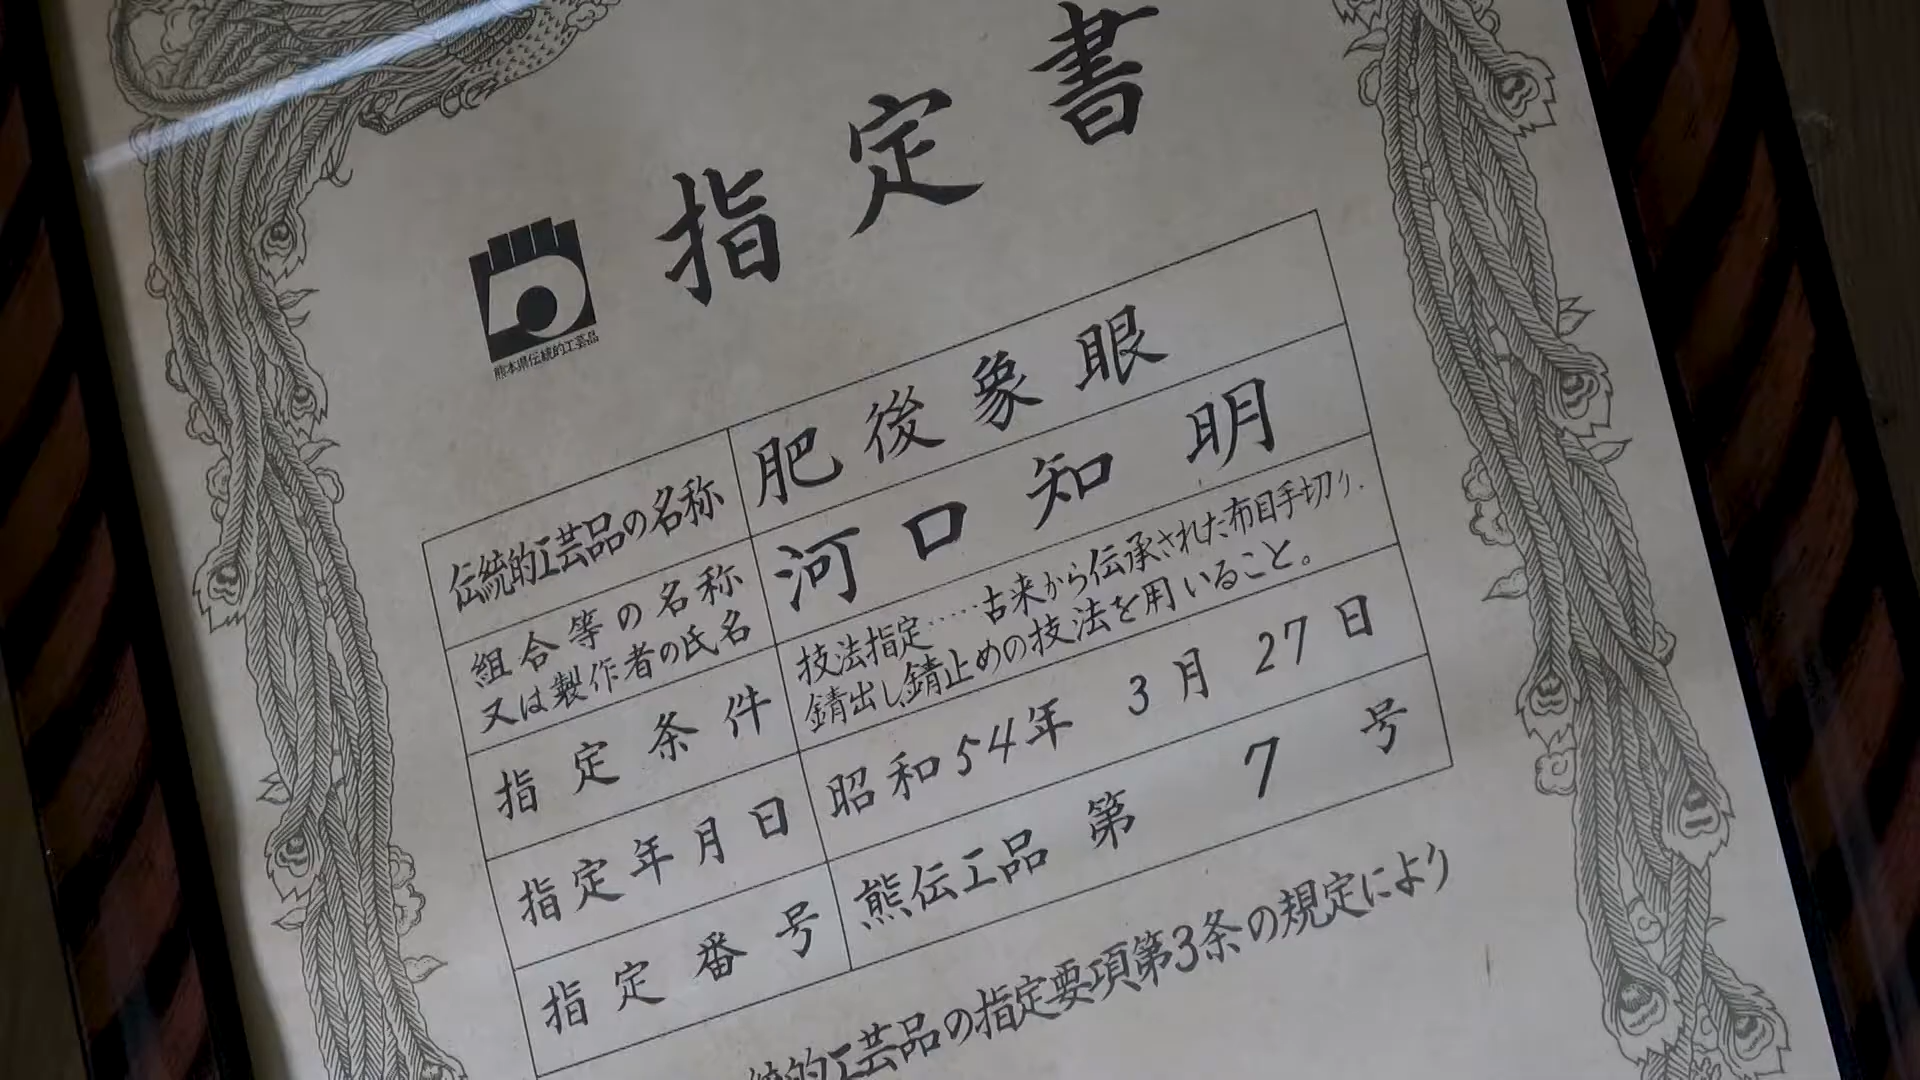 指定書
熊本県伝統的工芸品
伝統的工芸品の名称
肥後象眼
組合等の名称
又は製作者の氏名
河口知明
指定条件
技法指定……古来から伝承された布目手切り.
錆出し,錆止めの技法を用いること。
指定年月日
昭和54年 3月 27日
指定番号
熊伝工品 第 7 号
統的工芸品の指定要項第3条の規定により